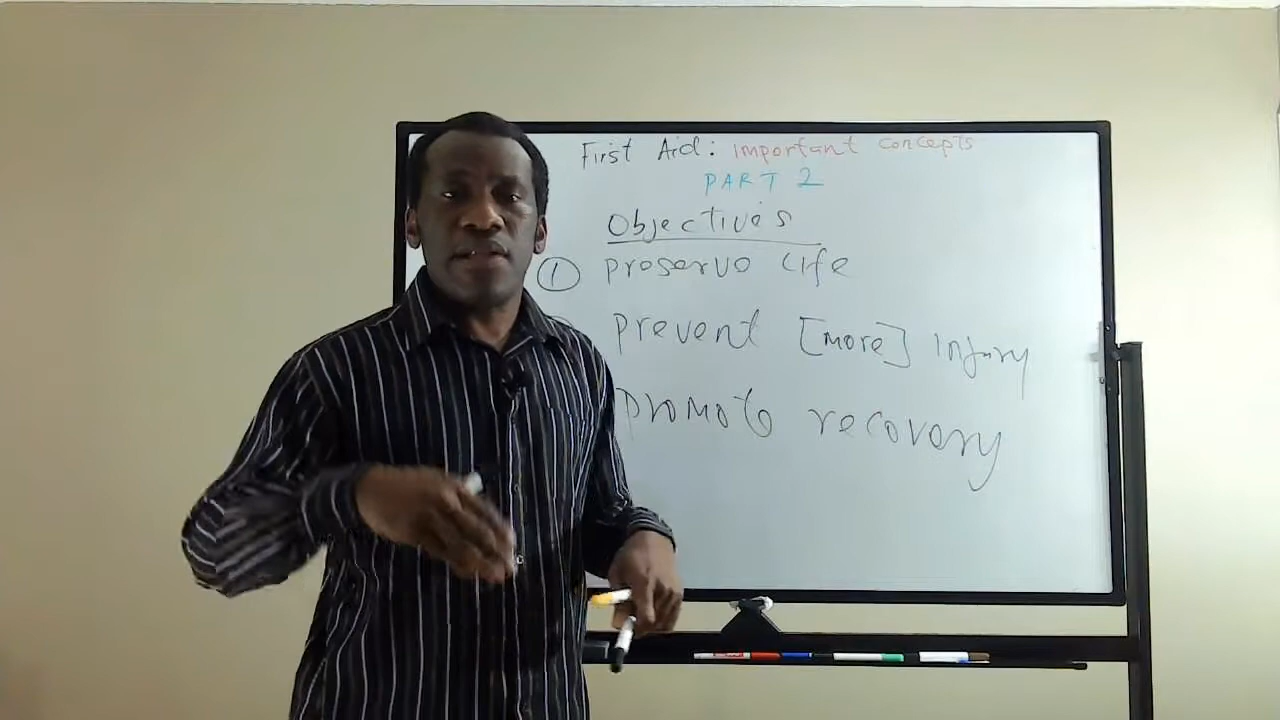 First Aid: Important concepts
PART 2
Objectives
① Preserve Life
Prevent [more] Injury
Promote recovery